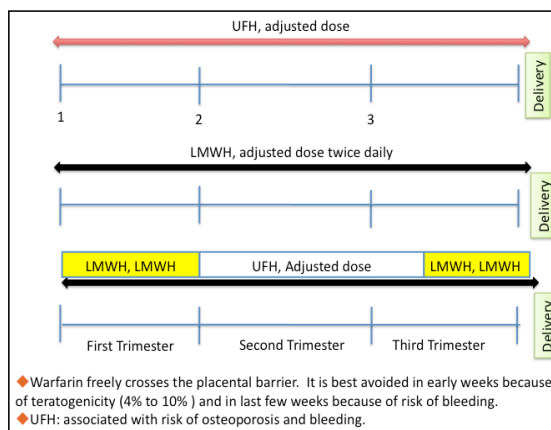 UFH, adjusted dose
Delivery
1 2 3
LMWH, adjusted dose twice daily
Delivery
LMWH, LMWH UFH, Adjusted dose LMWH, LMWH
Delivery
First Trimester Second Trimester Third Trimester
◆Warfarin freely crosses the placental barrier. It is best avoided in early weeks because
of teratogenicity (4% to 10% ) and in last few weeks because of risk of bleeding.
◆UFH: associated with risk of osteoporosis and bleeding.